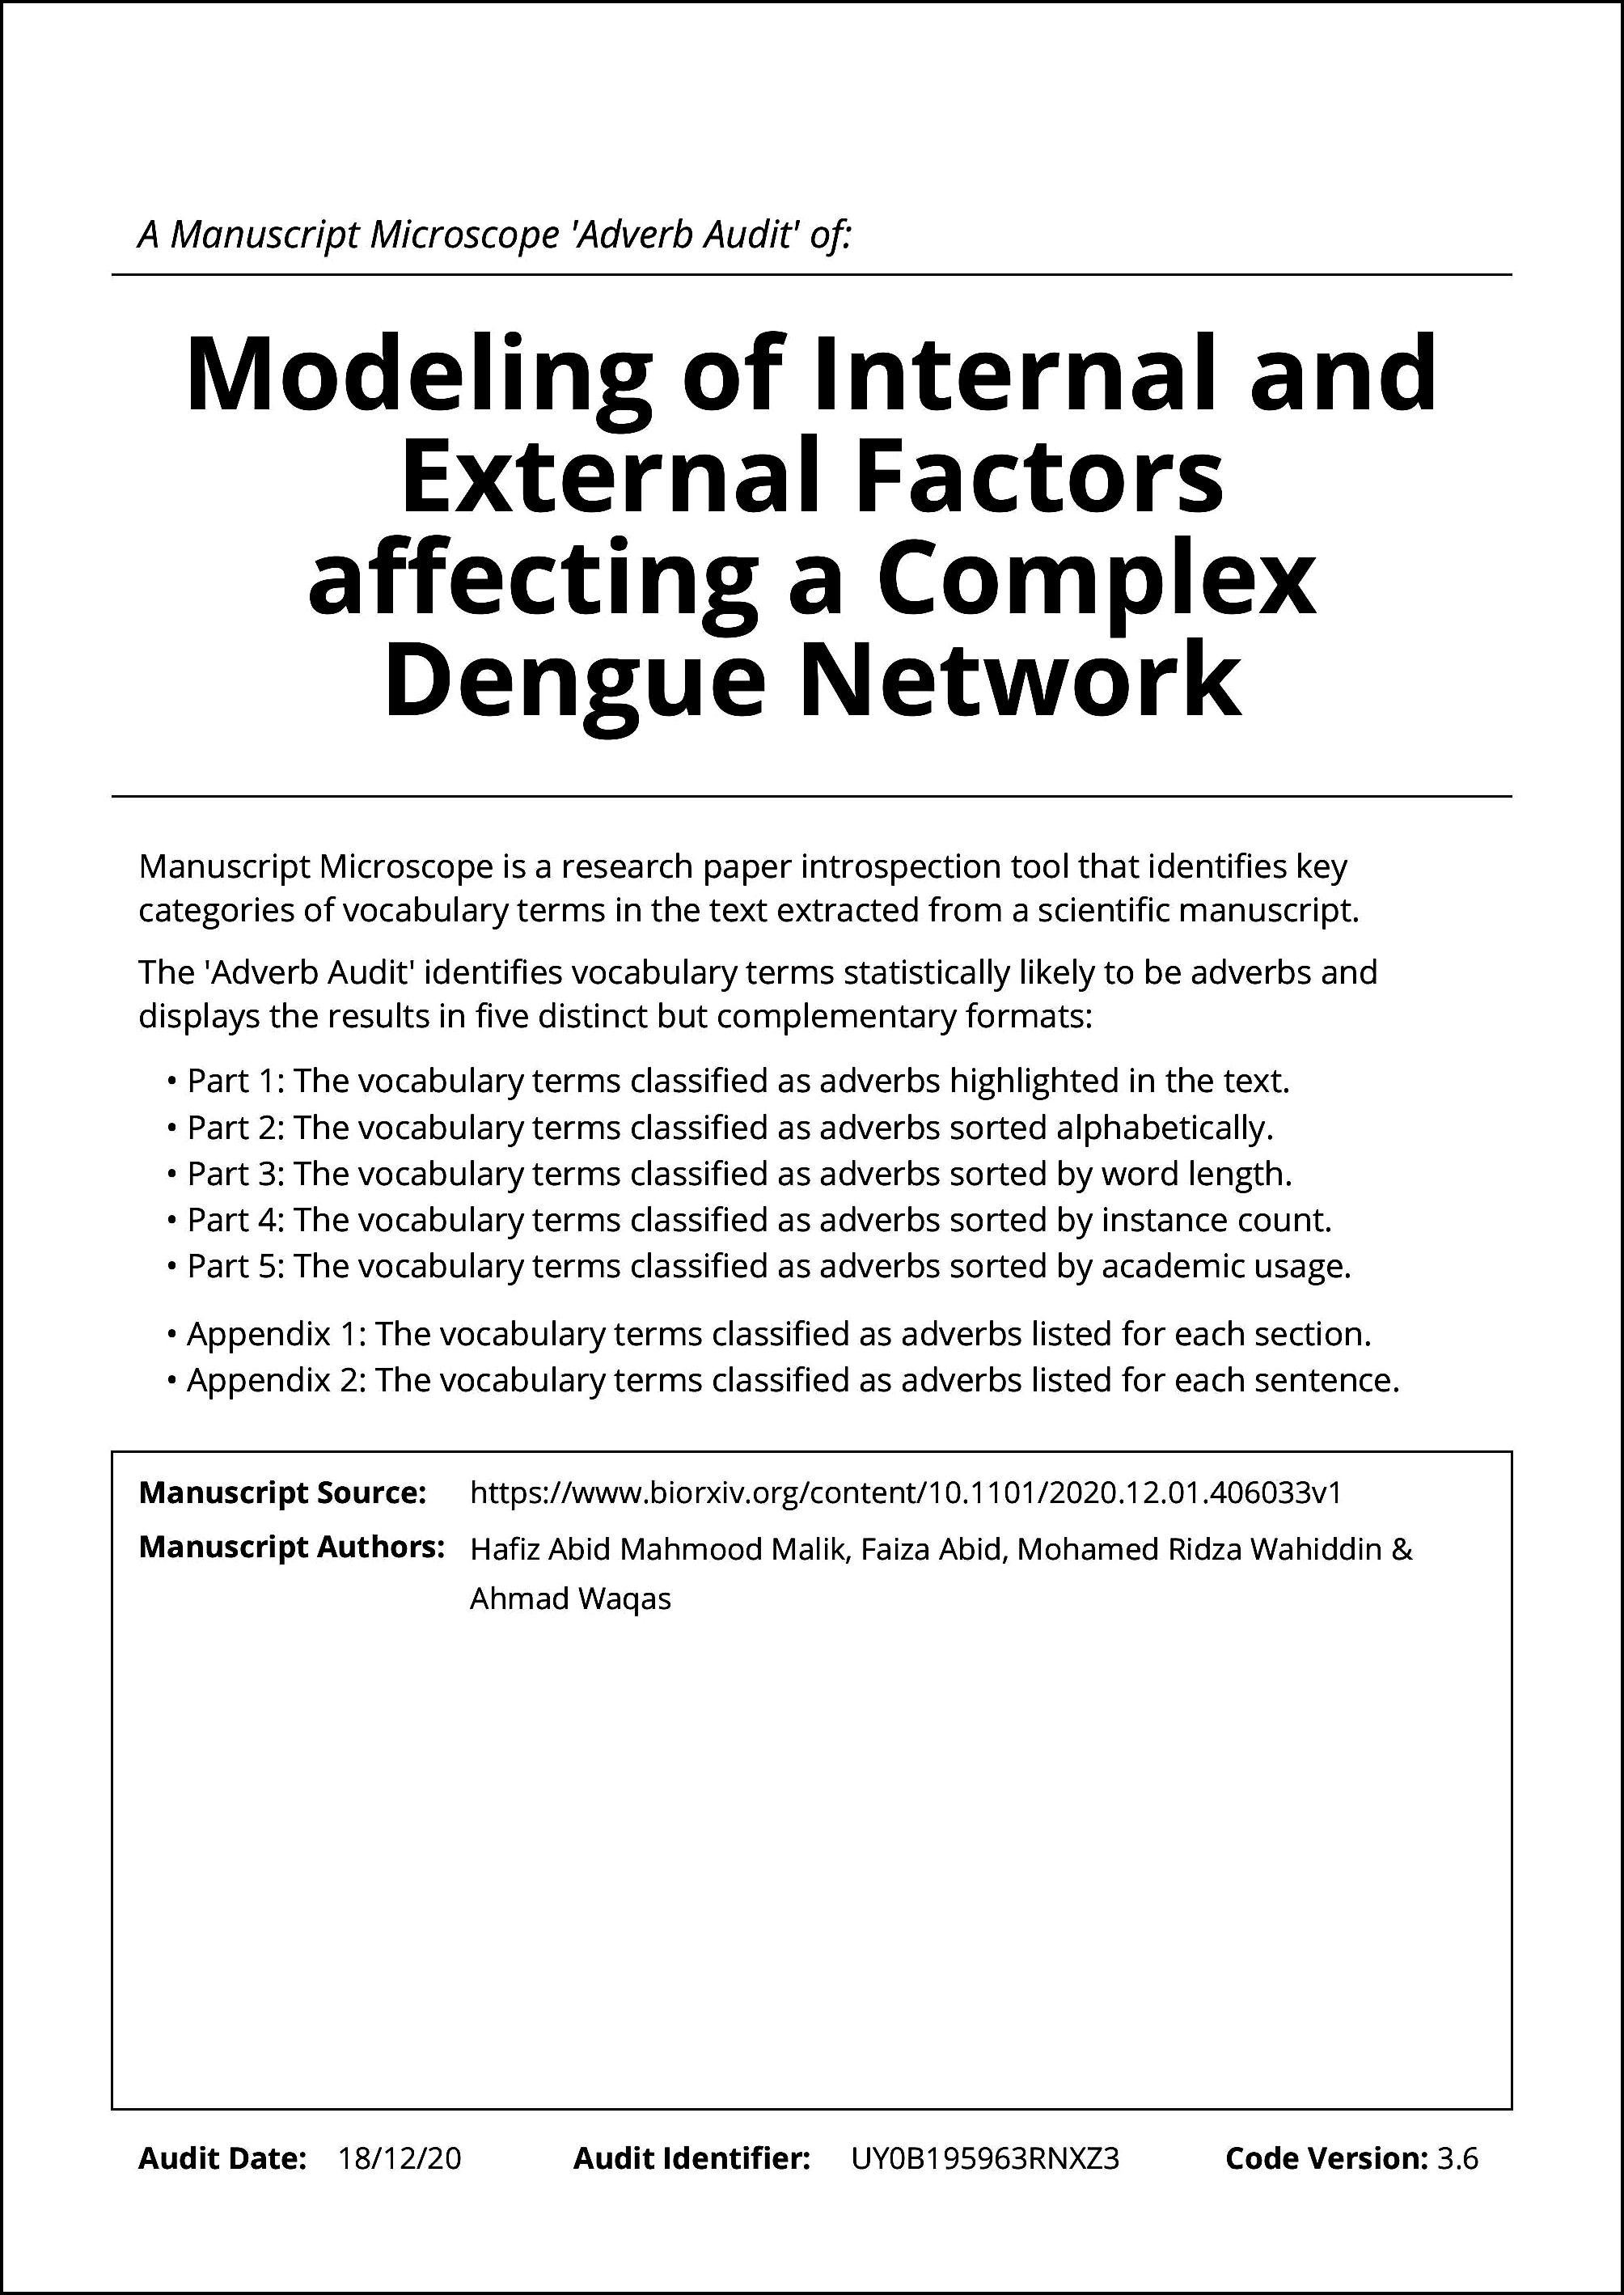 A Manuscript Microscope 'Adverb Audit' of:
Modeling of Internal and
External Factors
affecting a Complex
Dengue Network
Manuscript Microscope is a research paper introspection tool that identifies key
categories of vocabulary terms in the text extracted from a scientific manuscript.
The 'Adverb Audit' identifies vocabulary terms statistically likely to be adverbs and
displays the results in five distinct but complementary formats:
• Part 1: The vocabulary terms classified as adverbs highlighted in the text.
• Part 2: The vocabulary terms classified as adverbs sorted alphabetically.
• Part 3: The vocabulary terms classified as adverbs sorted by word length.
• Part 4: The vocabulary terms classified as adverbs sorted by instance count.
• Part 5: The vocabulary terms classified as adverbs sorted by academic usage.
• Appendix 1: The vocabulary terms classified as adverbs listed for each section.
• Appendix 2: The vocabulary terms classified as adverbs listed for each sentence.
Manuscript Source: https://www.biorxiv.org/content/10.1101/2020.12.01.406033v1
Manuscript Authors: Hafiz Abid Mahmood Malik, Faiza Abid, Mohamed Ridza Wahiddin &
Ahmad Waqas
Audit Date: 18/12/20 Audit Identifier: UY0B195963RNXZ3 Code Version: 3.6